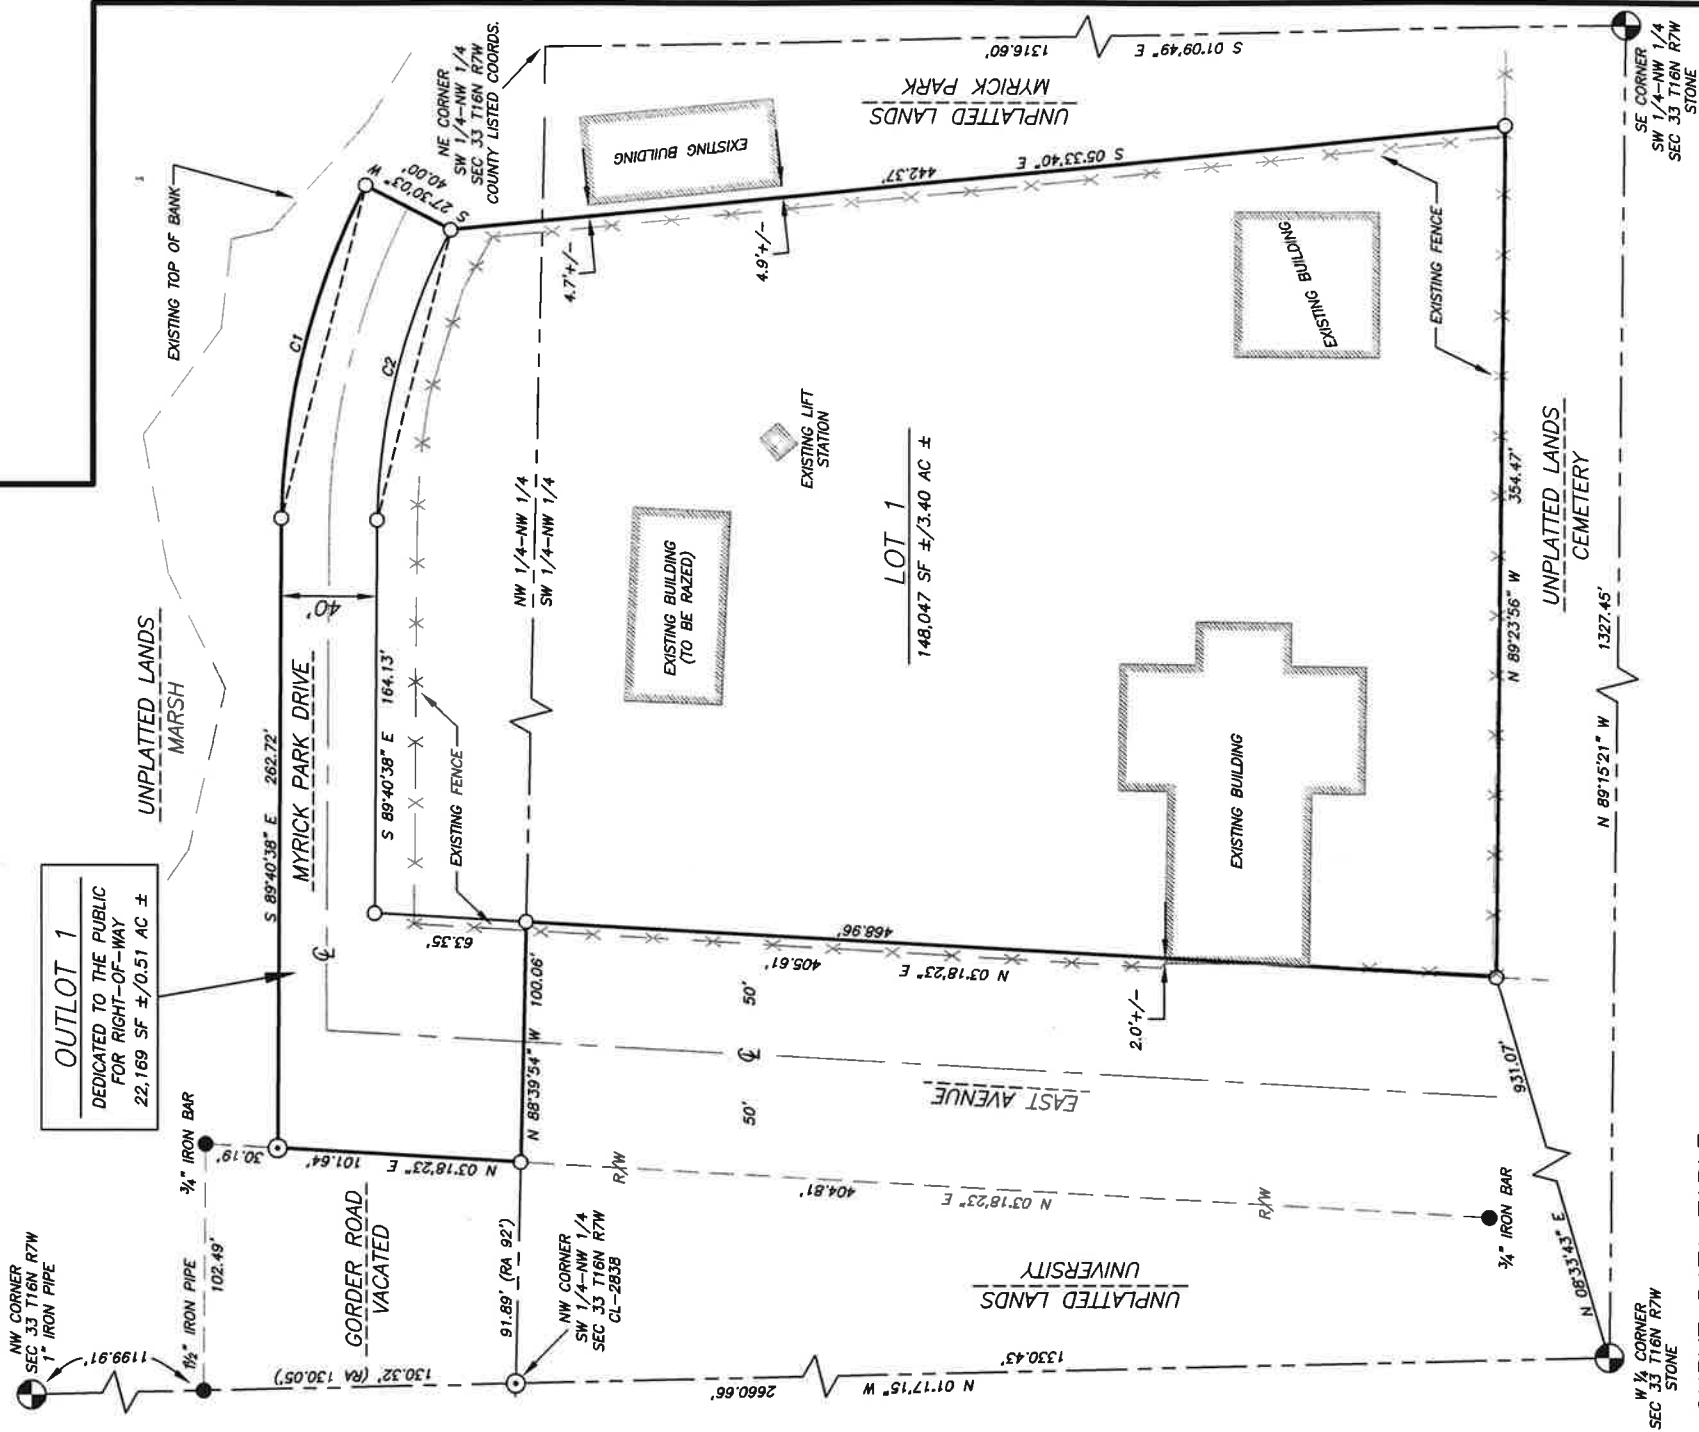 OUTLOT 1
DEDICATED TO THE PUBLIC
FOR RIGHT-OF-WAY
22,169 SF ±/0.51 AC ±
UNPLATTED LANDS
MARSH
EXISTING TOP OF BANK
NE CORNER
SW 1/4-NW 1/4
SEC 33 T16N R7W
COUNTY LISTED COORDS.
S 27°30'03" W
40.00'
C1
C2
S 89°40'38" E 262.72'
MYRICK PARK DRIVE
40'
S 89°40'38" E 164.13'
EXISTING FENCE
63.35'
NW 1/4-NW 1/4
SW 1/4-NW 1/4
4.7'+/-
4.9'+/-
EXISTING BUILDING
442.37'
S 05°33'40" E
UNPLATTED LANDS
MYRICK PARK
1316.60'
S 01°09'49" E
EXISTING LIFT
STATION
EXISTING BUILDING
(TO BE RAZED)
LOT 1
148,047 SF ±/3.40 AC ±
EXISTING BUILDING
EXISTING FENCE
EXISTING BUILDING
468.96'
405.61'
N 03°18'23" E
2.0'+/-
N 88°39'54" W 100.06'
50'
50'
EAST AVENUE
NW CORNER
SEC 33 T16N R7W
1" IRON PIPE
1199.91'
1½" IRON PIPE
102.49'
¾" IRON BAR
30.19'
101.64'
N 03°18'23" E
GORDER ROAD
VACATED
130.32' (RA 130.05')
91.89' (RA 92')
NW CORNER
SW 1/4-NW 1/4
SEC 33 T16N R7W
CL-2838
R/W
404.81'
N 03°18'23" E
R/W
UNPLATTED LANDS
UNIVERSITY
2660.66'
N 01°17'15" W
1330.43'
¾" IRON BAR
931.07'
N 08°33'43" E
N 89°23'56" W 354.47'
UNPLATTED LANDS
CEMETERY
N 89°15'21" W 1327.45'
W ¼ CORNER
SEC 33 T16N R7W
STONE
SE CORNER
SW 1/4-NW 1/4
SEC 33 T16N R7W
STONE